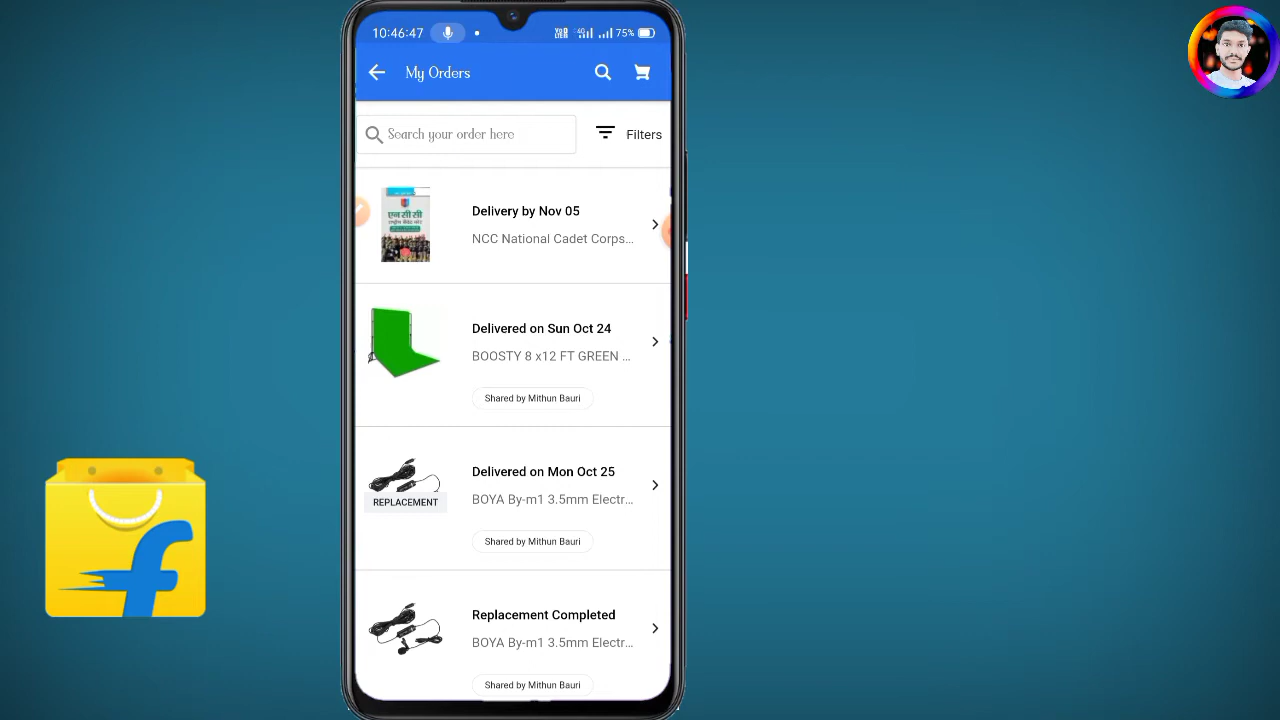 10:46:47
75%
My Orders
Search your order here
Filters
एन सी सी
Delivery by Nov 05
NCC National Cadet Corps...
Delivered on Sun Oct 24
BOOSTY 8 x12 FT GREEN ...
Shared by Mithun Bauri
REPLACEMENT
Delivered on Mon Oct 25
BOYA By-m1 3.5mm Electr...
Shared by Mithun Bauri
Replacement Completed
BOYA By-m1 3.5mm Electr...
Shared by Mithun Bauri